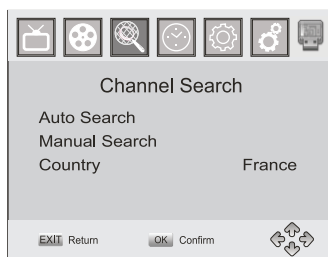 Channel Search
Auto Search
Manual Search
Country France
EXIT Return OK Confirm